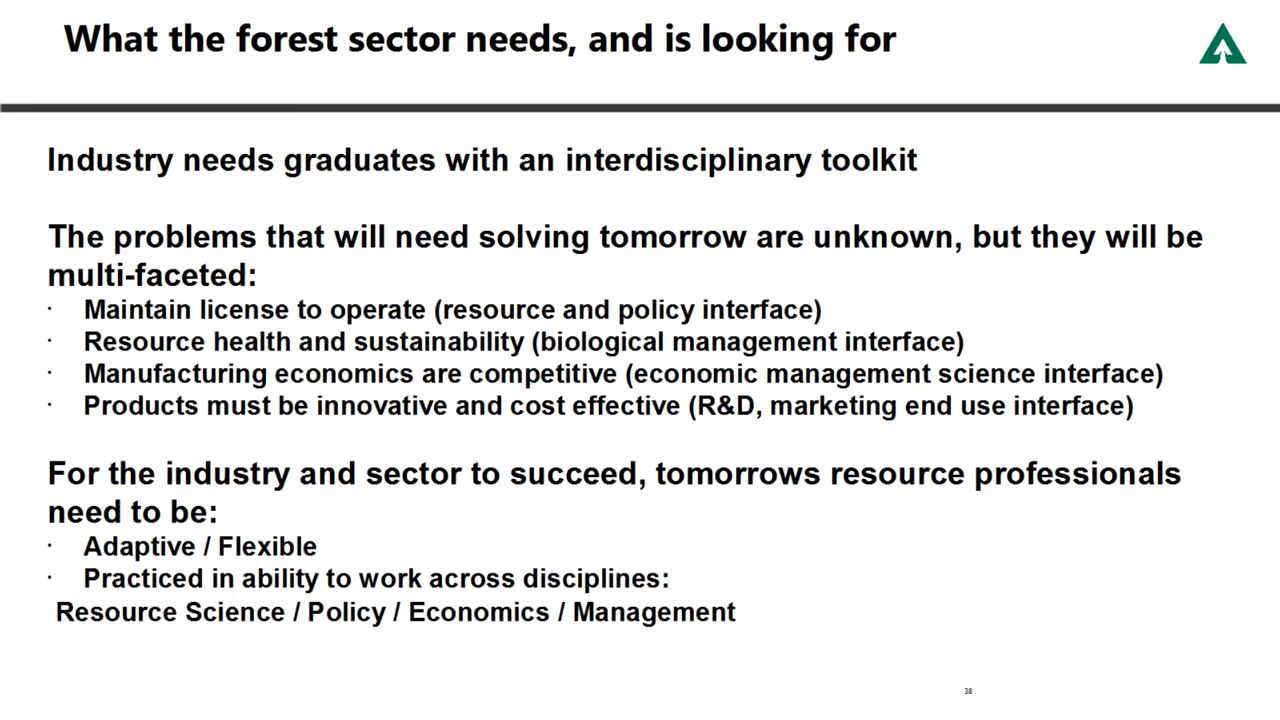 What the forest sector needs, and is looking for
Industry needs graduates with an interdisciplinary toolkit
The problems that will need solving tomorrow are unknown, but they will be
multi-faceted:
· Maintain license to operate (resource and policy interface)
· Resource health and sustainability (biological management interface)
· Manufacturing economics are competitive (economic management science interface)
· Products must be innovative and cost effective (R&D, marketing end use interface)
For the industry and sector to succeed, tomorrows resource professionals
need to be:
· Adaptive / Flexible
· Practiced in ability to work across disciplines:
Resource Science / Policy / Economics / Management
38